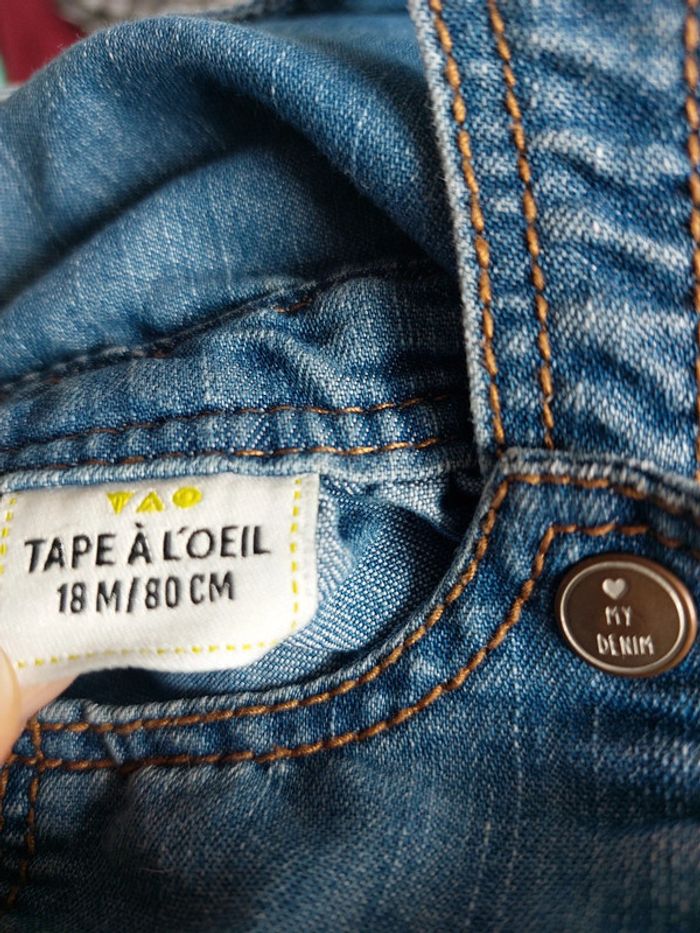 TAO
TAPE À L'OEIL
18 M/80 CM
♥
MY
DENIM